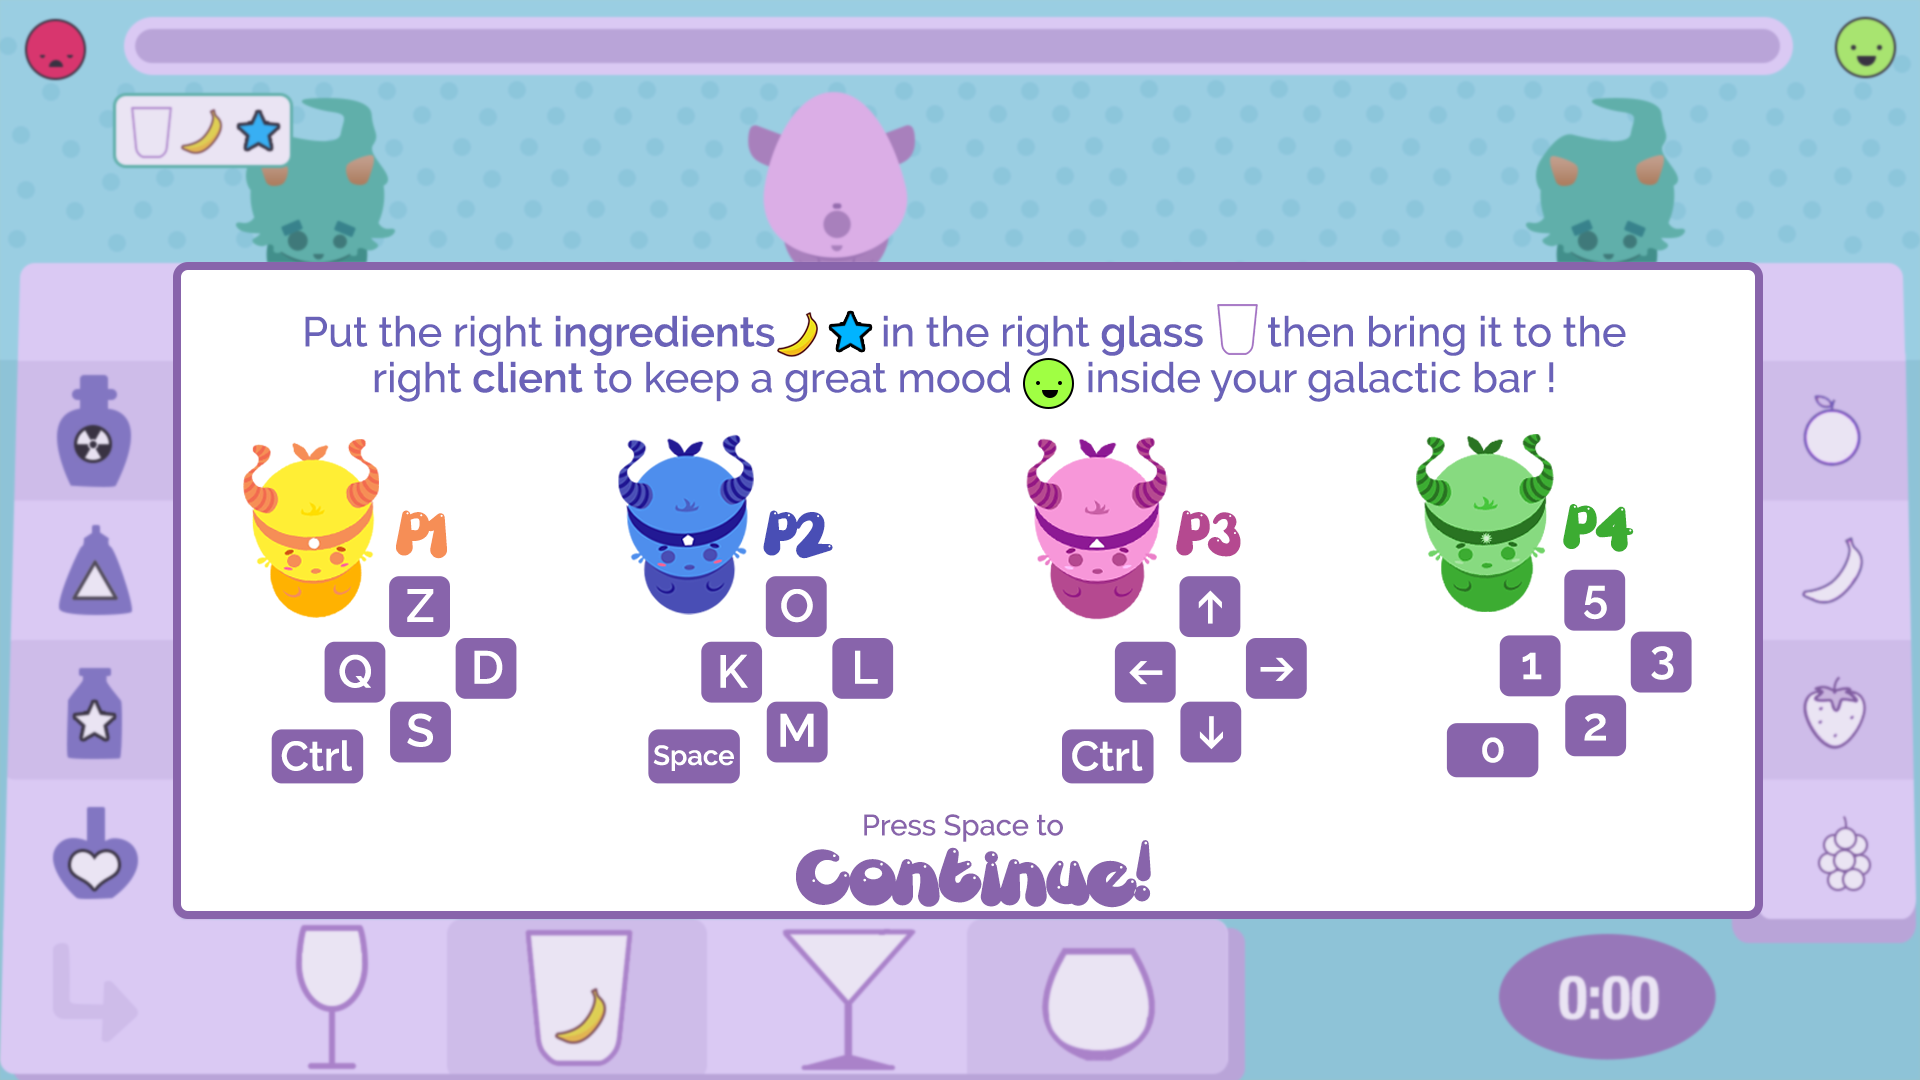 Put the right ingredients in the right glass then bring it to the
right client to keep a great mood inside your galactic bar !
P1
Z
Q D
S
Ctrl
P2
O
K L
M
Space
P3
↑
← →
↓
Ctrl
P4
5
1 3
2
0
Press Space to
Continue!
0:00